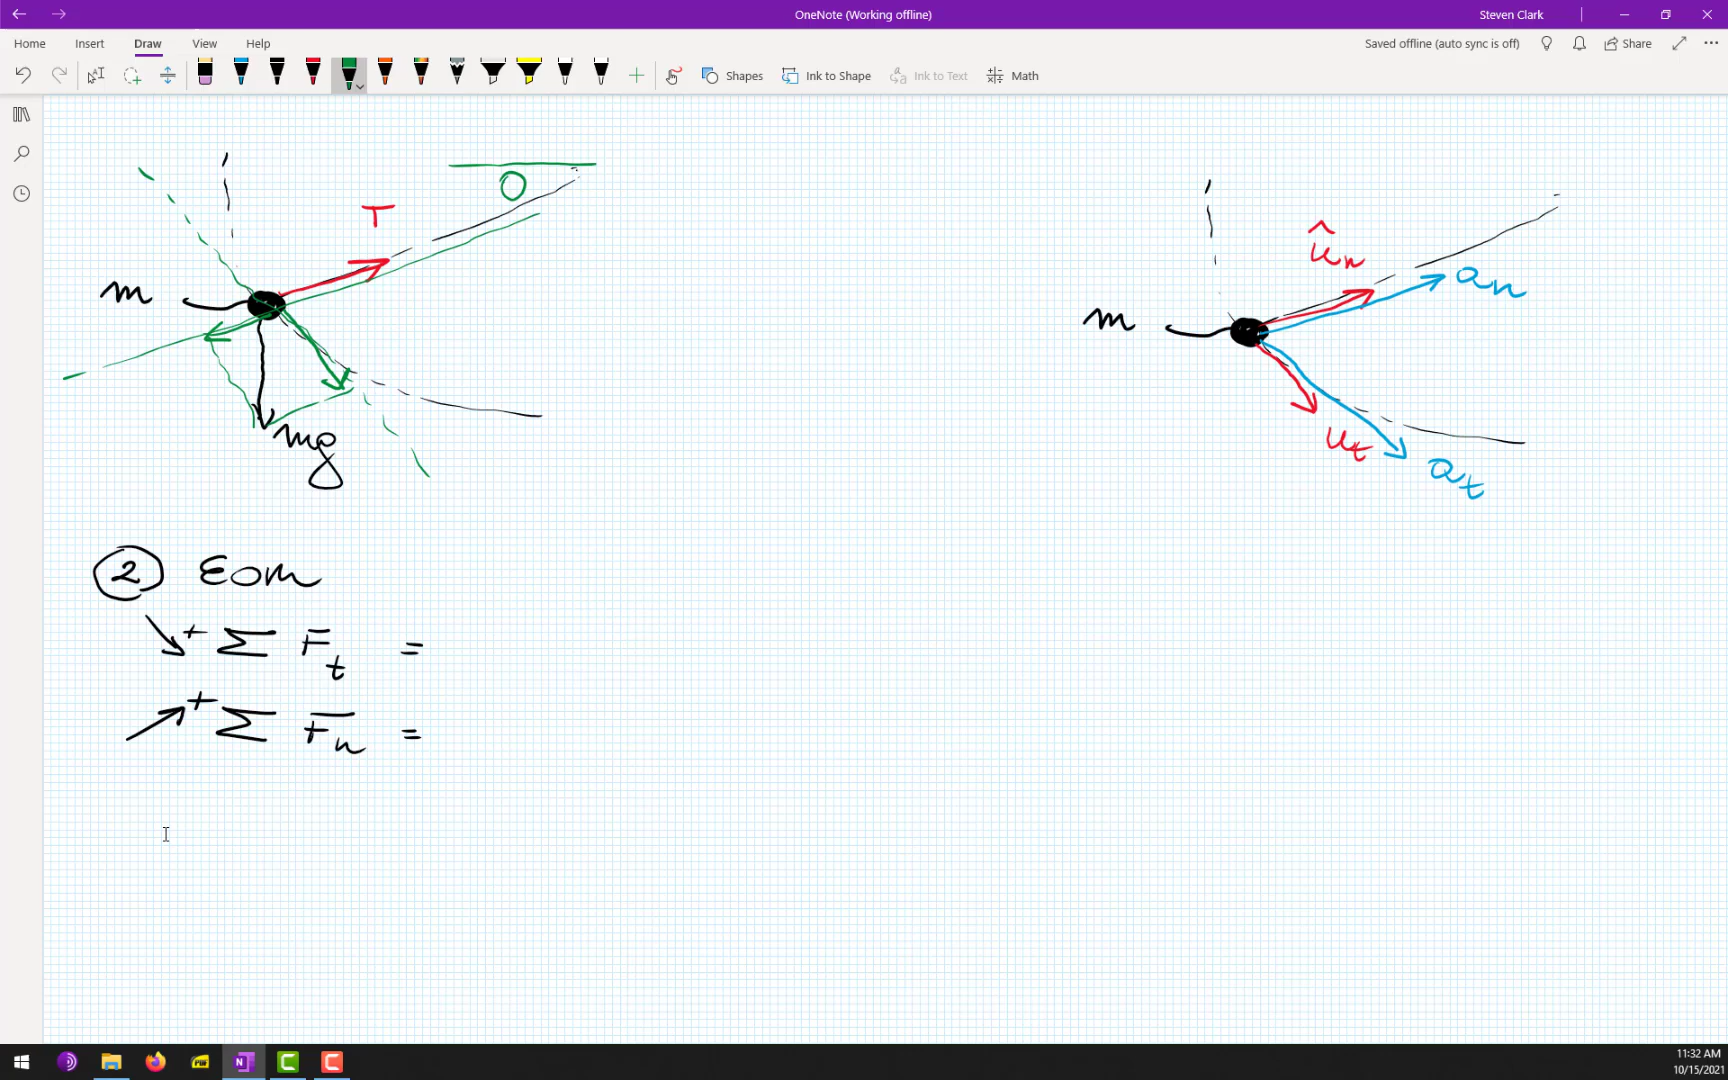 OneNote (Working offline)
Steven Clark
Home Insert Draw View Help
Saved offline (auto sync is off)
Share
Shapes
Ink to Shape
Ink to Text
Math
T
O
m
mg
û_n
a_n
m
u_t
a_t
② EOM
↘+ Σ F_t =
↗+ Σ F_n =
11:32 AM
10/15/2021